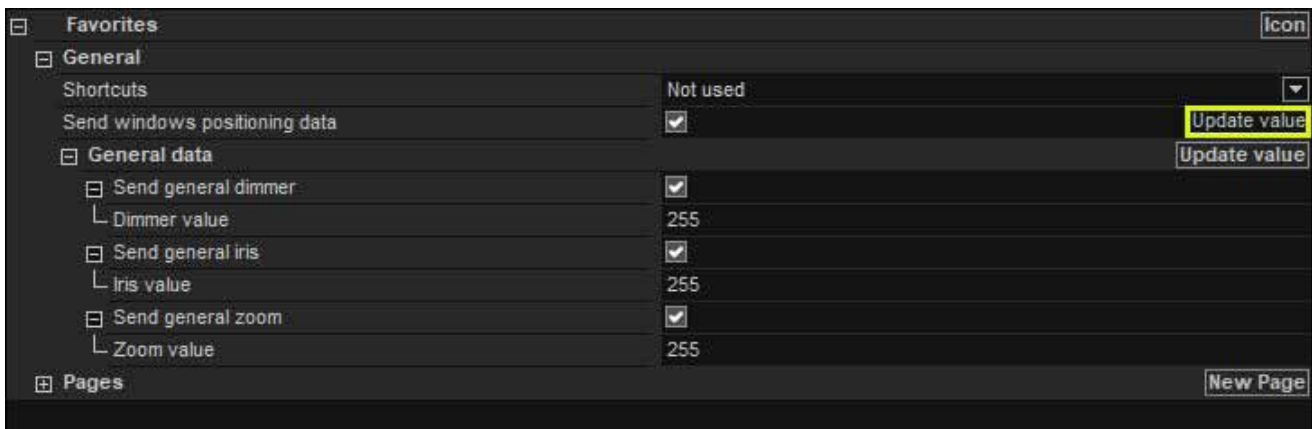 Favorites Icon
General
Shortcuts Not used
Send windows positioning data Update value
General data Update value
Send general dimmer
Dimmer value 255
Send general iris
Iris value 255
Send general zoom
Zoom value 255
Pages New Page